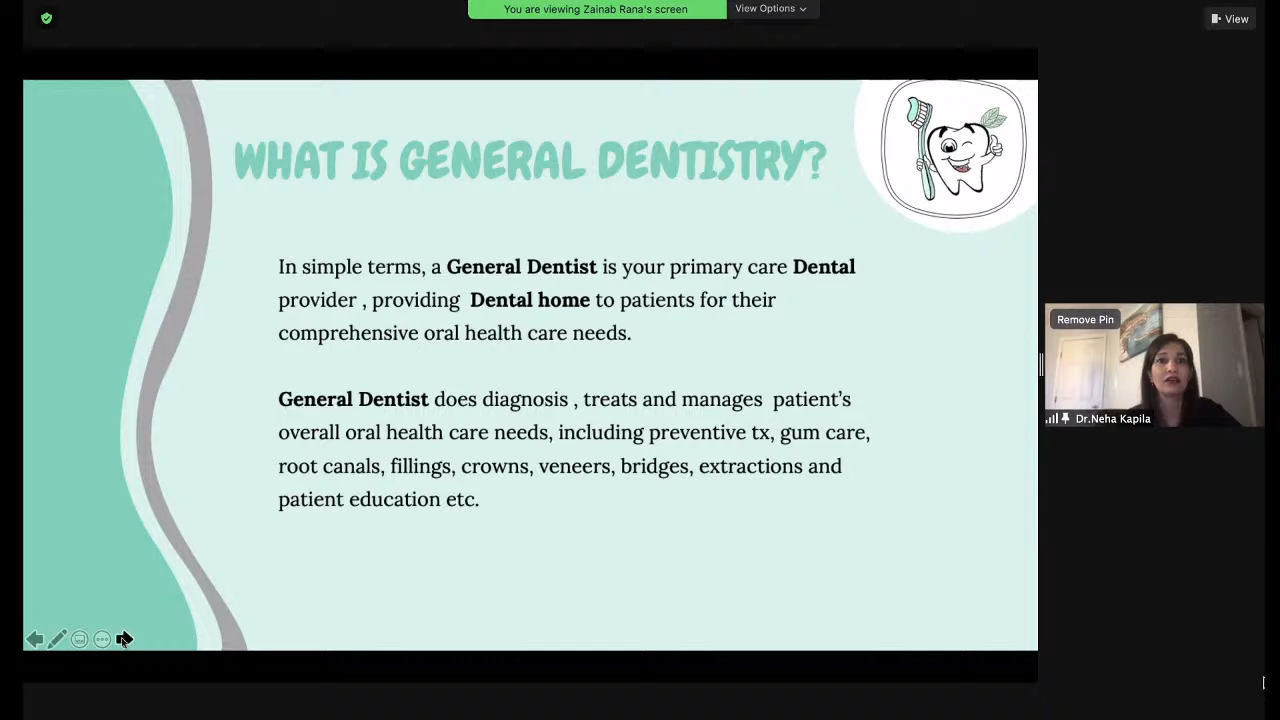 You are viewing Zainab Rana's screen
View Options
View
WHAT IS GENERAL DENTISTRY?
In simple terms, a General Dentist is your primary care Dental
provider , providing  Dental home to patients for their
comprehensive oral health care needs.
General Dentist does diagnosis , treats and manages  patient's
overall oral health care needs, including preventive tx, gum care,
root canals, fillings, crowns, veneers, bridges, extractions and
patient education etc.
Remove Pin
Dr.Neha Kapila